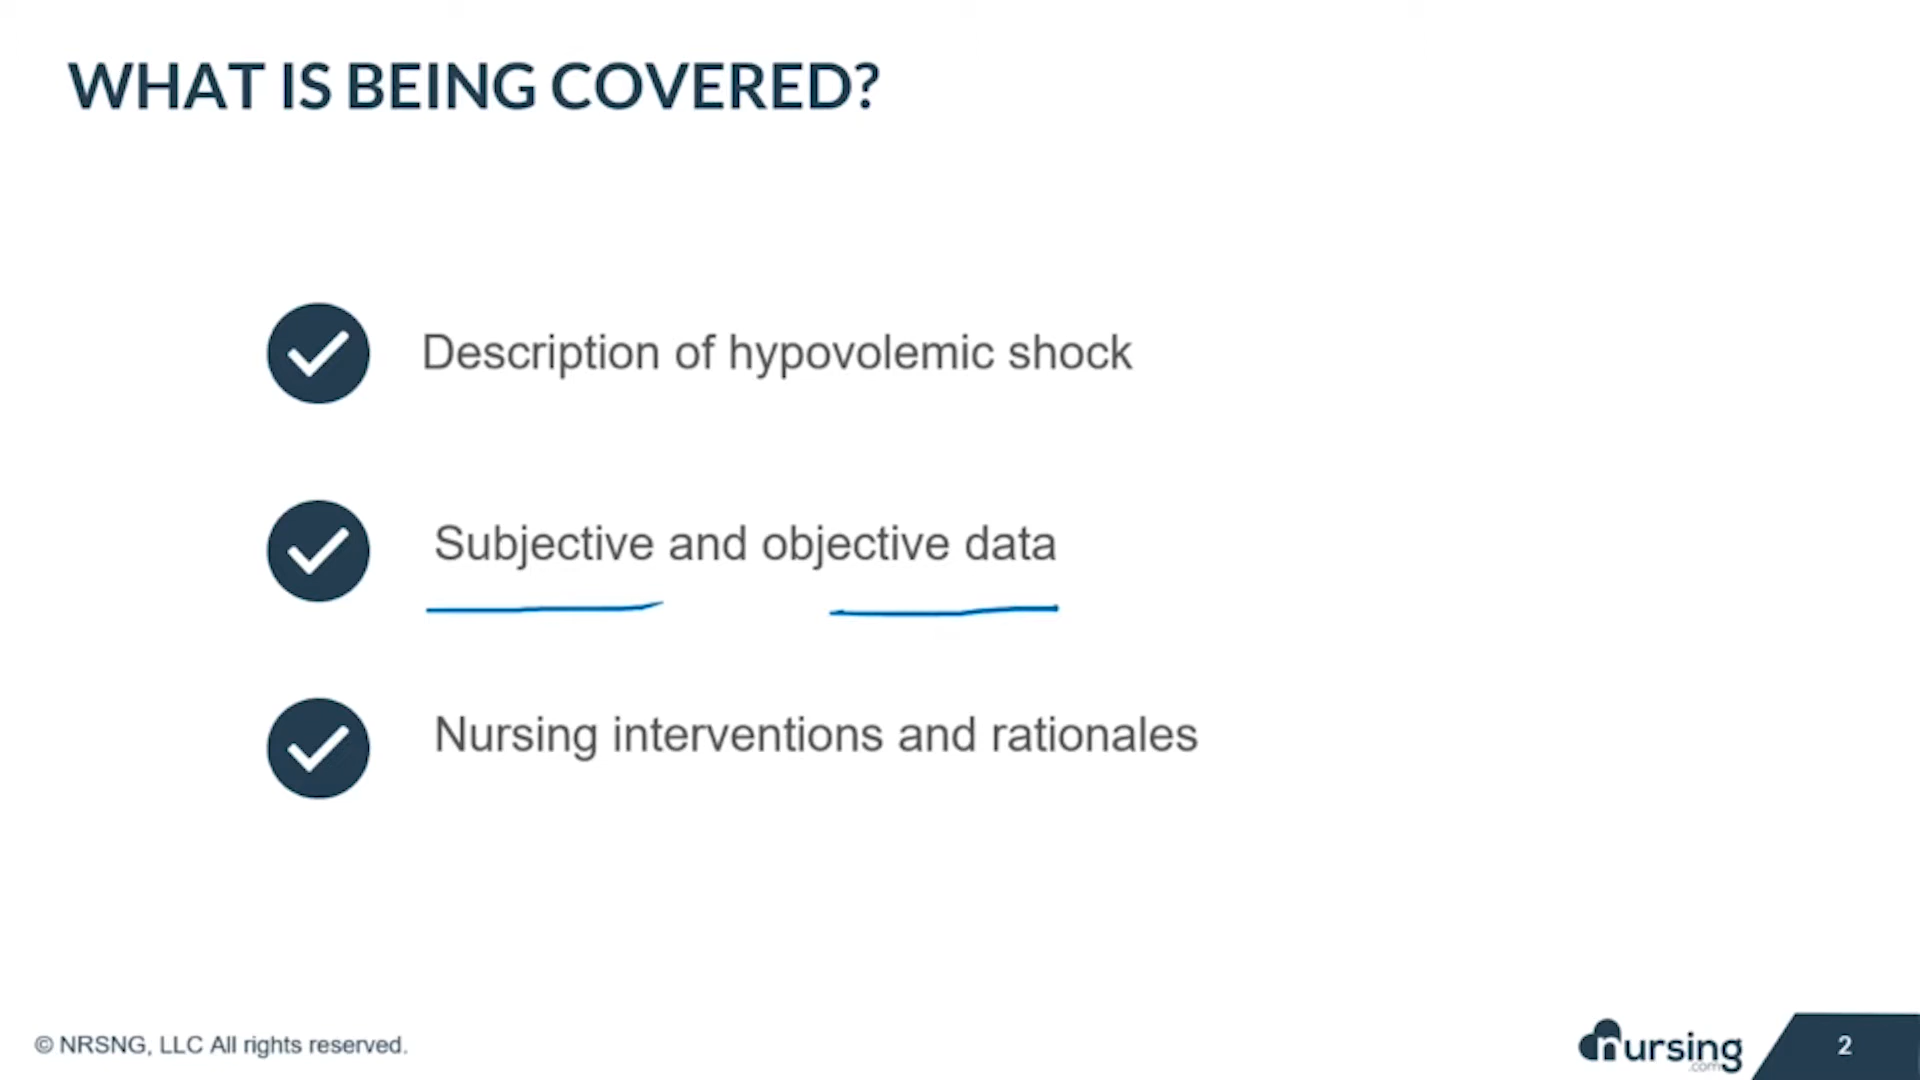 WHAT IS BEING COVERED?
Description of hypovolemic shock
Subjective and objective data
Nursing interventions and rationales
© NRSNG, LLC All rights reserved.
nursing
.com
2